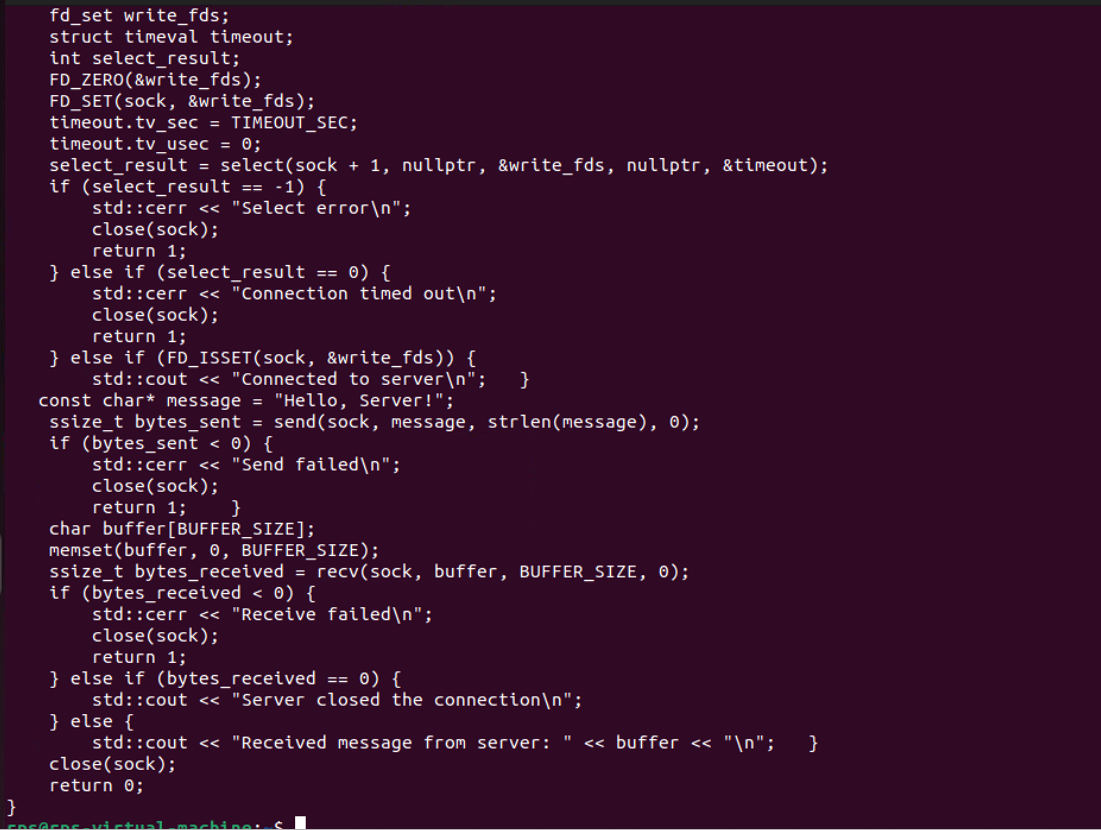 fd_set write_fds;
    struct timeval timeout;
    int select_result;
    FD_ZERO(&write_fds);
    FD_SET(sock, &write_fds);
    timeout.tv_sec = TIMEOUT_SEC;
    timeout.tv_usec = 0;
    select_result = select(sock + 1, nullptr, &write_fds, nullptr, &timeout);
    if (select_result == -1) {
        std::cerr << "Select error\n";
        close(sock);
        return 1;
    } else if (select_result == 0) {
        std::cerr << "Connection timed out\n";
        close(sock);
        return 1;
    } else if (FD_ISSET(sock, &write_fds)) {
        std::cout << "Connected to server\n";   }
   const char* message = "Hello, Server!";
    ssize_t bytes_sent = send(sock, message, strlen(message), 0);
    if (bytes_sent < 0) {
        std::cerr << "Send failed\n";
        close(sock);
        return 1;    }
    char buffer[BUFFER_SIZE];
    memset(buffer, 0, BUFFER_SIZE);
    ssize_t bytes_received = recv(sock, buffer, BUFFER_SIZE, 0);
    if (bytes_received < 0) {
        std::cerr << "Receive failed\n";
        close(sock);
        return 1;
    } else if (bytes_received == 0) {
        std::cout << "Server closed the connection\n";
    } else {
        std::cout << "Received message from server: " << buffer << "\n";   }
    close(sock);
    return 0;
}
rps@rps-virtual-machine:~$